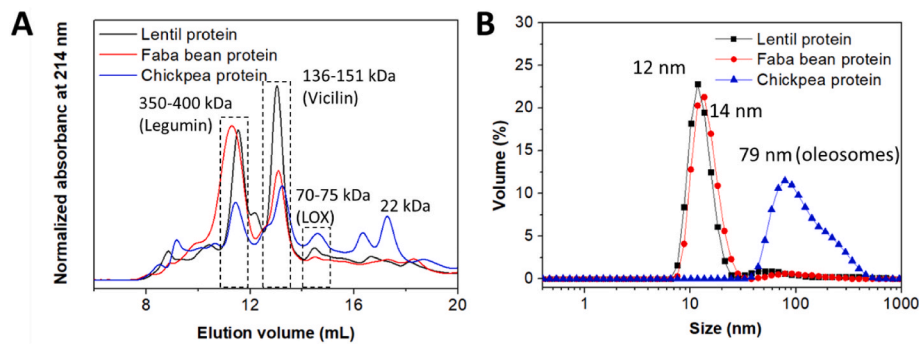 A
Normalized absorbanc at 214 nm
Lentil protein
Faba bean protein
Chickpea protein
136-151 kDa
(Vicilin)
350-400 kDa
(Legumin)
70-75 kDa
(LOX)
22 kDa
8 12 16 20
Elution volume (mL)
B
Volume (%)
30
25
20
15
10
5
0
Lentil protein
Faba bean protein
Chickpea protein
12 nm
14 nm
79 nm (oleosomes)
1 10 100 1000
Size (nm)